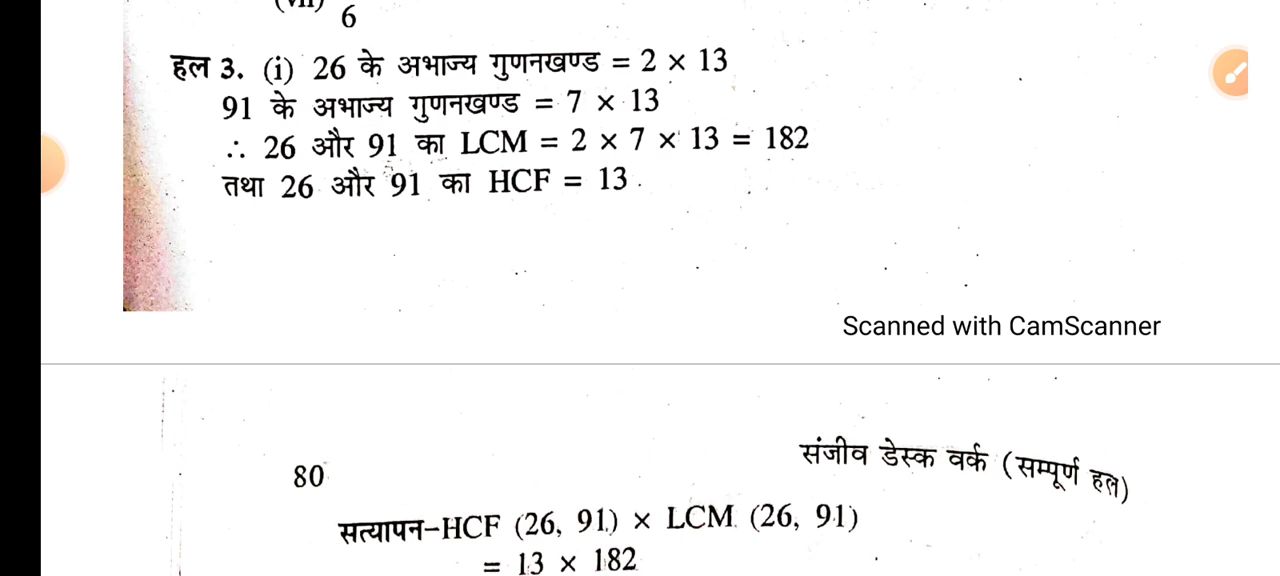 (vii) 6
हल 3. (i) 26 के अभाज्य गुणनखण्ड = 2 × 13
91 के अभाज्य गुणनखण्ड = 7 × 13
∴ 26 और 91 का LCM = 2 × 7 × 13 = 182
तथा 26 और 91 का HCF = 13
Scanned with CamScanner
80
संजीव डेस्क वर्क (सम्पूर्ण हल)
सत्यापन–HCF (26, 91) × LCM (26, 91)
= 13 × 182